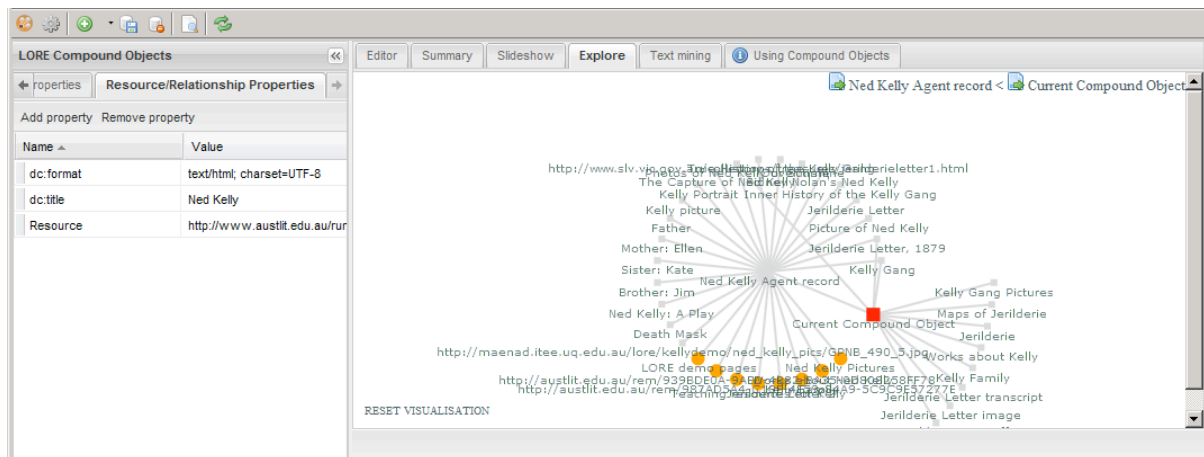 LORE Compound Objects
Editor Summary Slideshow Explore Text mining Using Compound Objects
roperties Resource/Relationship Properties
Add property Remove property
Name Value
dc:format text/html; charset=UTF-8
dc:title Ned Kelly
Resource http://www.austlit.edu.au/rur
Ned Kelly Agent record < Current Compound Object
The Capture of Ned Kelly
Sidney Nolan's Ned Kelly
Kelly Portrait Inner History of the Kelly Gang
Kelly picture Jerilderie Letter
Father Picture of Ned Kelly
Mother: Ellen Jerilderie Letter, 1879
Sister: Kate Kelly Gang
Ned Kelly Agent record
Brother: Jim Kelly Gang Pictures
Ned Kelly: A Play Maps of Jerilderie
Current Compound Object
Death Mask Jerilderie
http://maenad.itee.uq.edu.au/lore/kellydemo/ned_kelly_pics/GPNB_490_5.jpg Works about Kelly
LORE demo pages Ned Kelly Pictures
Kelly Family
Jerilderie Letter transcript
RESET VISUALISATION Jerilderie Letter image